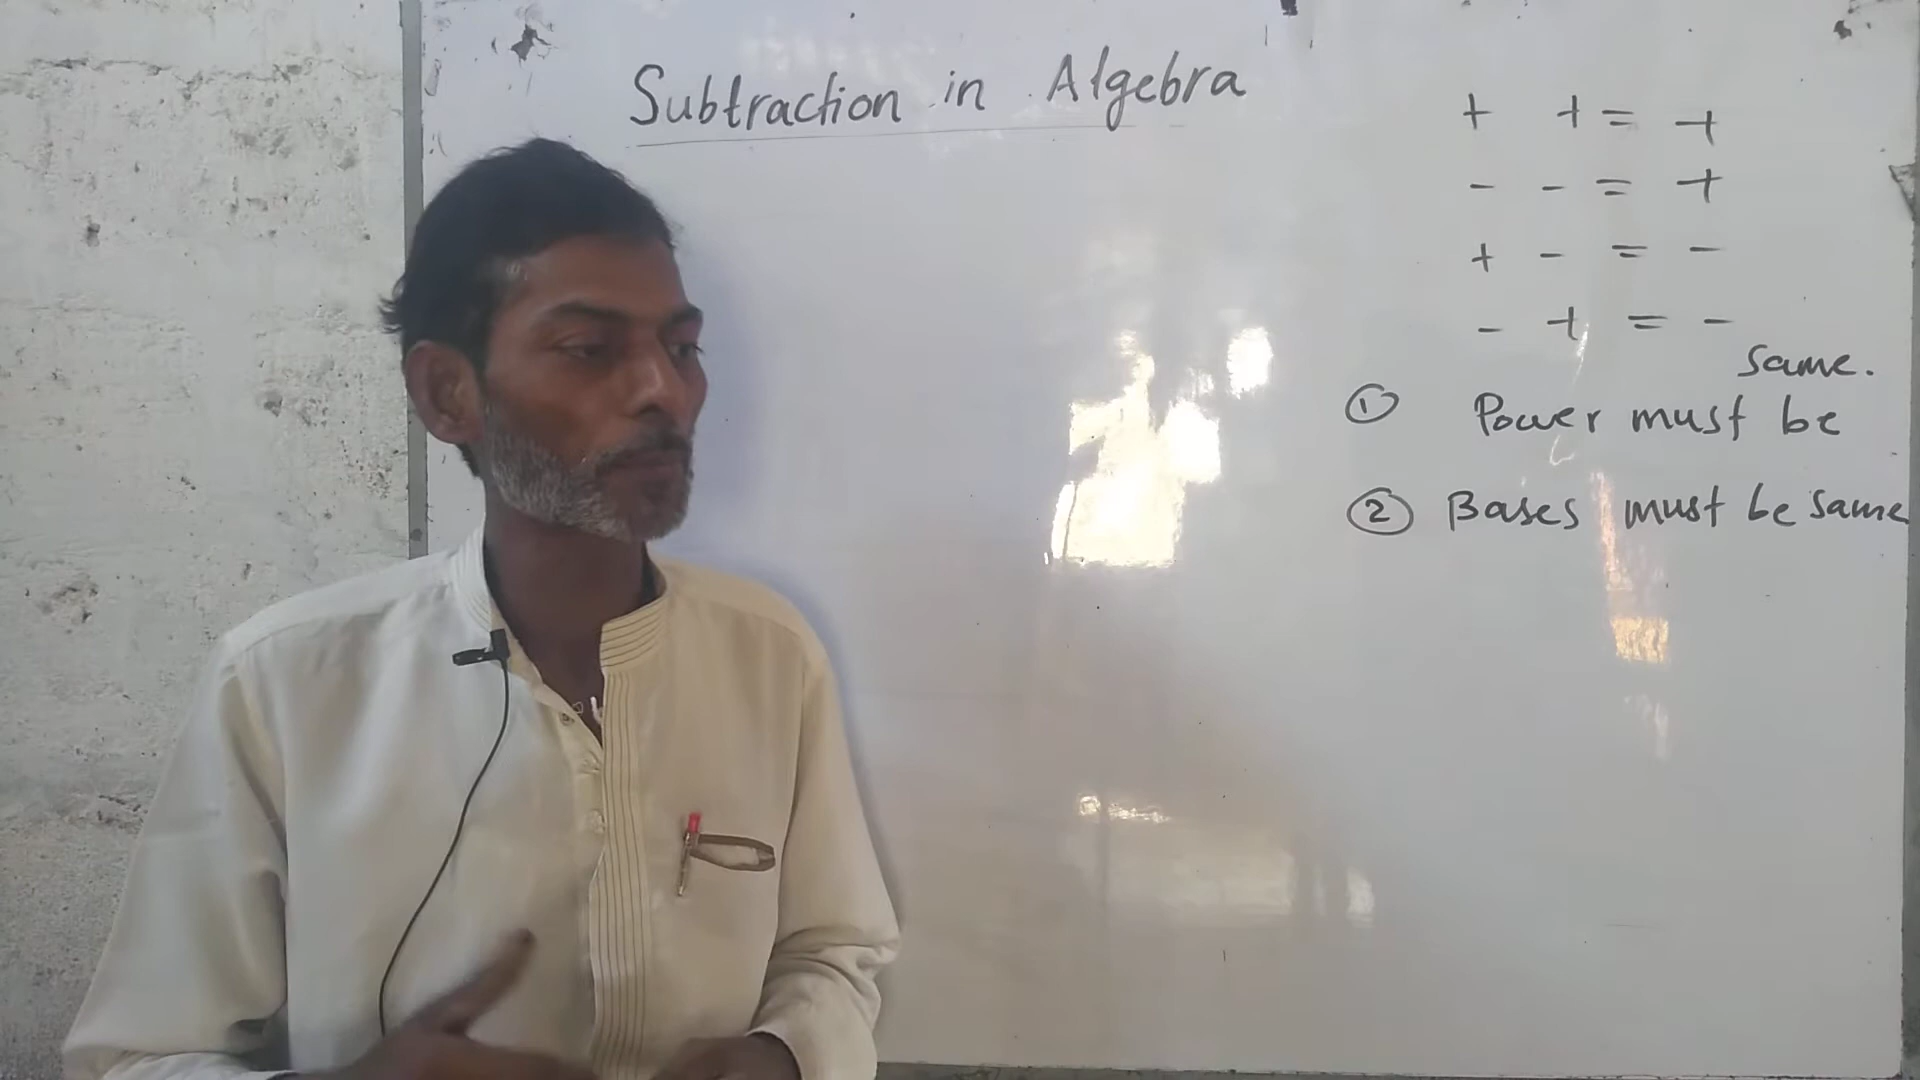 Subtraction in Algebra
+ + = +
- - = +
+ - = -
- + = -
same.
① Power must be
② Bases must be same